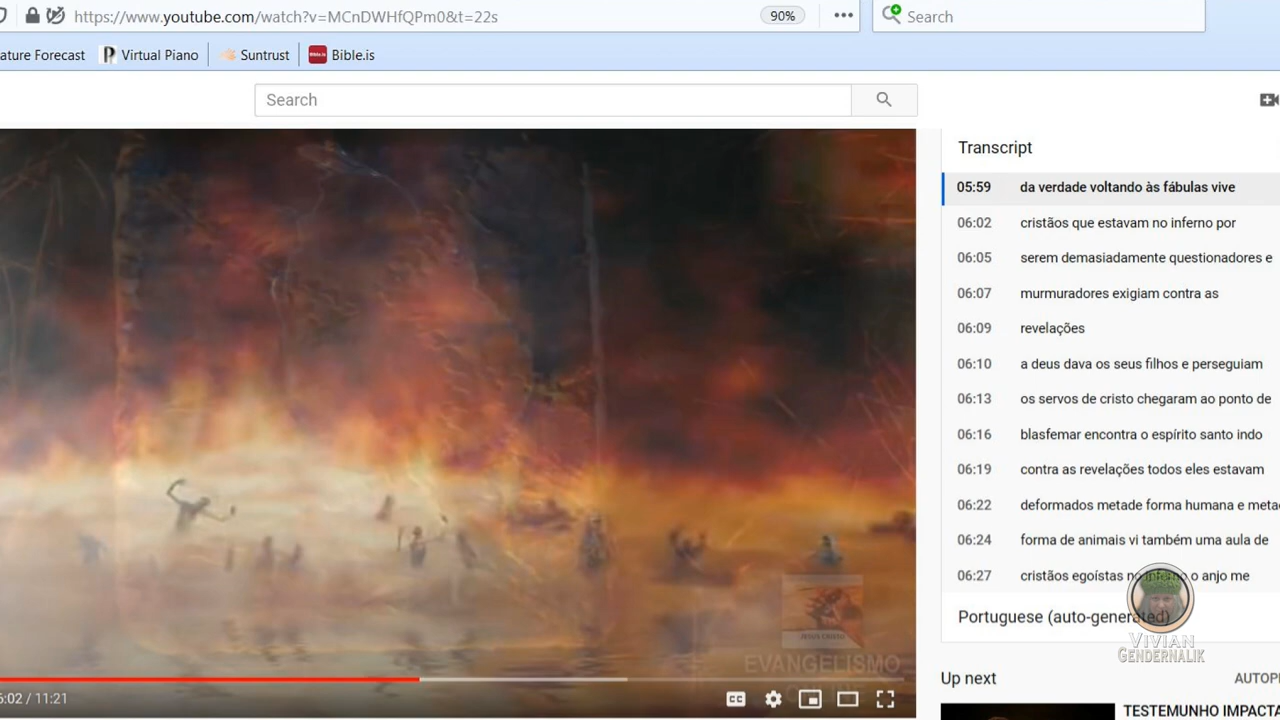 https://www.youtube.com/watch?v=MCnDWHfQPm0&t=22s
90%
Search
ature Forecast
Virtual Piano
Suntrust
Bible.is
Search
Transcript
05:59 da verdade voltando às fábulas vive
06:02 cristãos que estavam no inferno por
06:05 serem demasiadamente questionadores e
06:07 murmuradores exigiam contra as
06:09 revelações
06:10 a deus dava os seus filhos e perseguiam
06:13 os servos de cristo chegaram ao ponto de
06:16 blasfemar encontra o espírito santo indo
06:19 contra as revelações todos eles estavam
06:22 deformados metade forma humana e meta
06:24 forma de animais vi também uma aula de
06:27 cristãos egoístas no inferno o anjo me
Portuguese (auto-generated)
VIVIAN
GENDERNALIK
JESUS CRISTO
EVANGELISMO
6:02 / 11:21
Up next
AUTOP
TESTEMUNHO IMPACTA